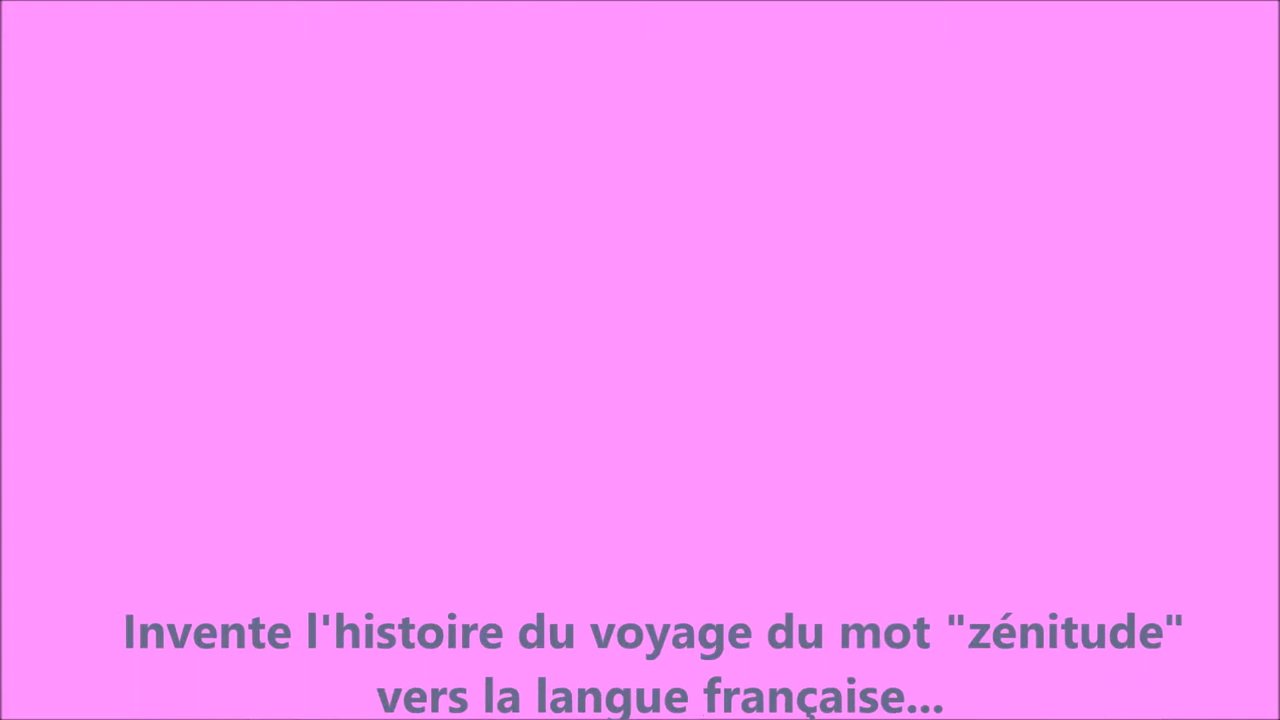 Invente l'histoire du voyage du mot "zénitude"
vers la langue française...